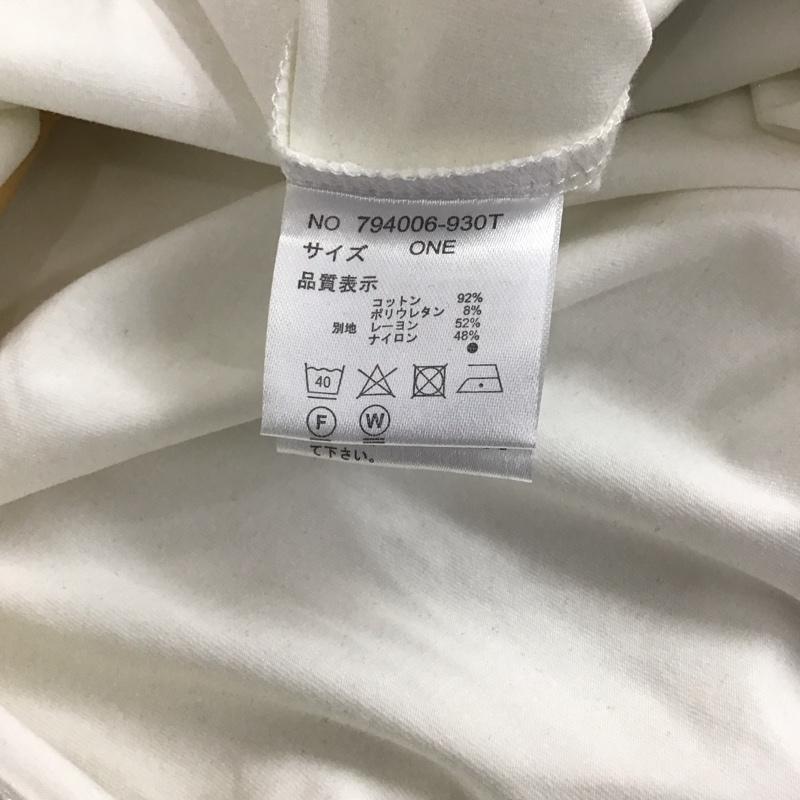 NO 794006-930T
サイズ ONE
品質表示
コットン 92%
ポリウレタン 8%
別地 レーヨン 52%
ナイロン 48%
40
F W
て下さい。